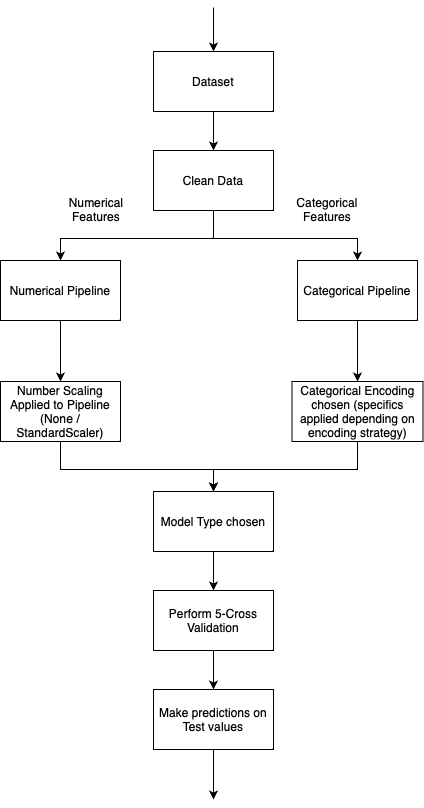 Dataset
Clean Data
Numerical
Features
Categorical
Features
Numerical Pipeline
Categorical Pipeline
Number Scaling
Applied to Pipeline
(None /
StandardScaler)
Categorical Encoding
chosen (specifics
applied depending on
encoding strategy)
Model Type chosen
Perform 5-Cross
Validation
Make predictions on
Test values